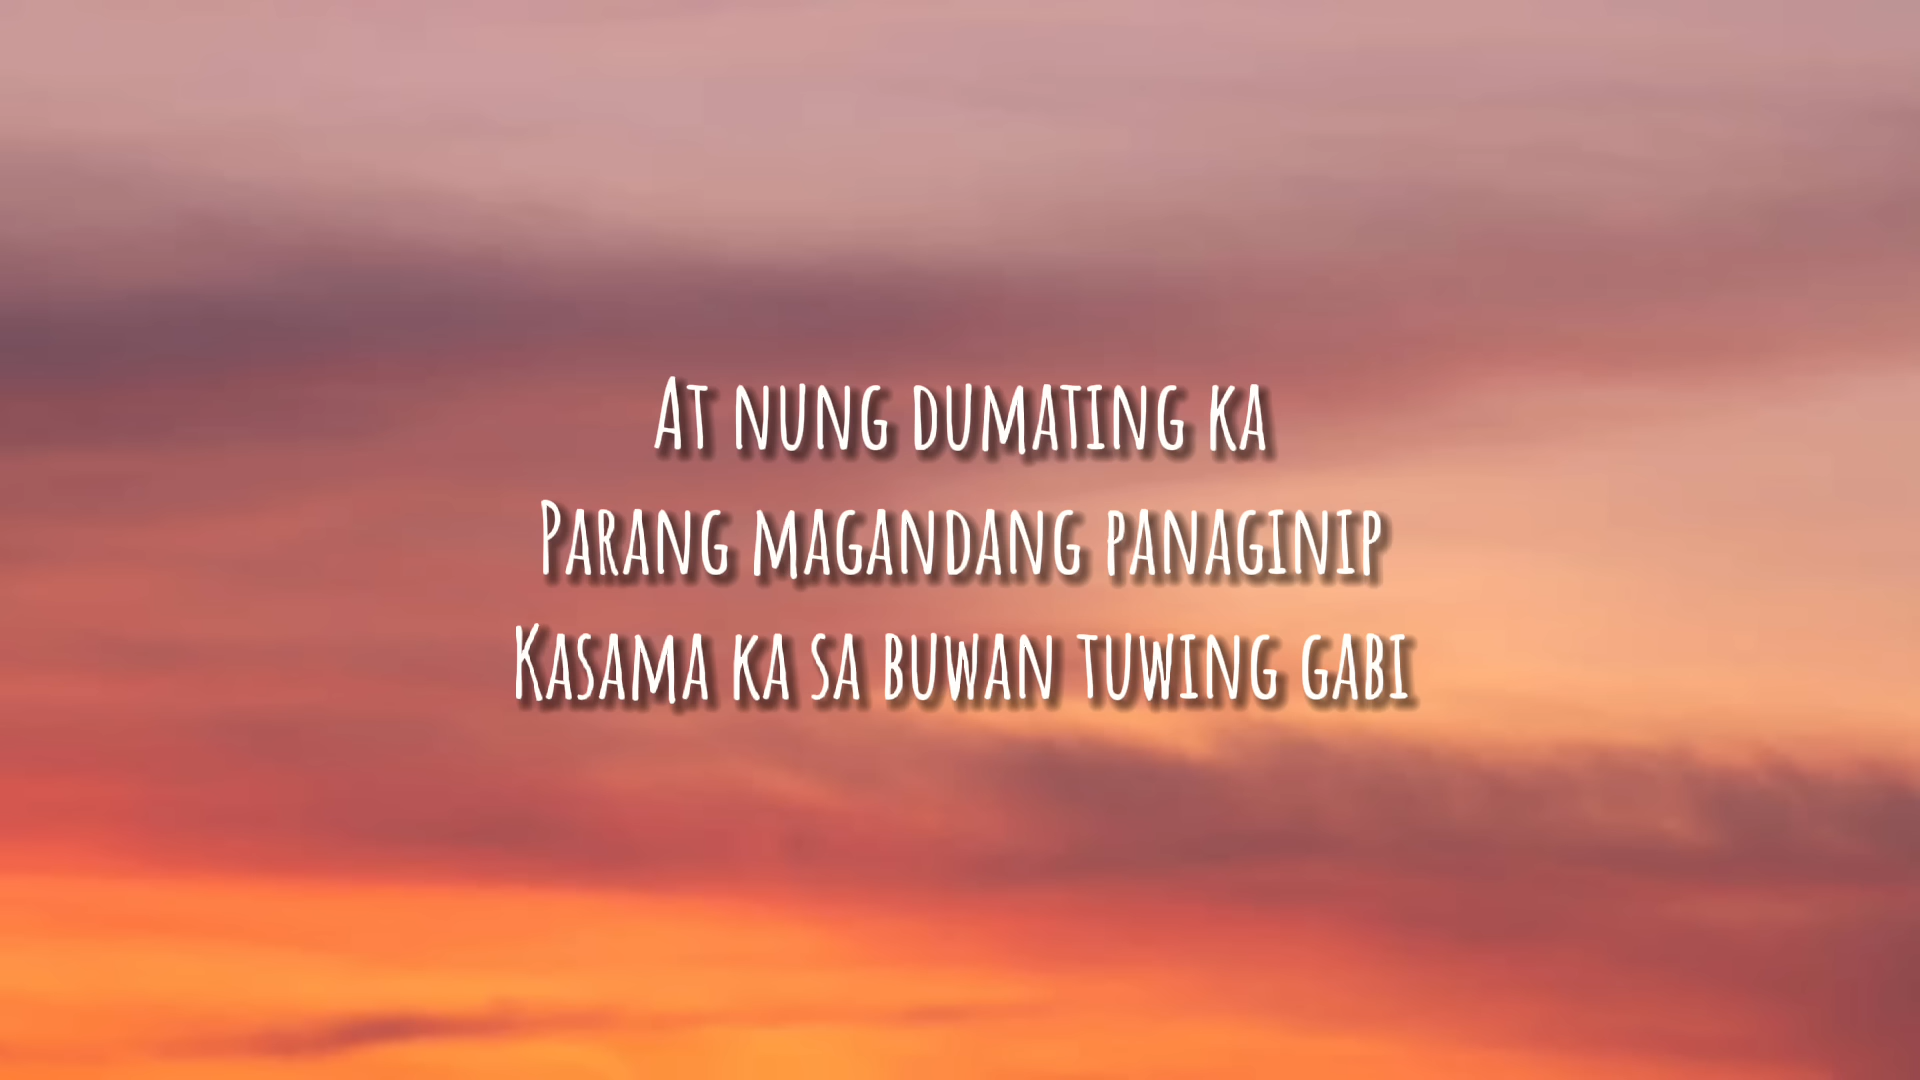 At nung dumating ka
Parang magandang panaginip
Kasama ka sa buwan tuwing gabi